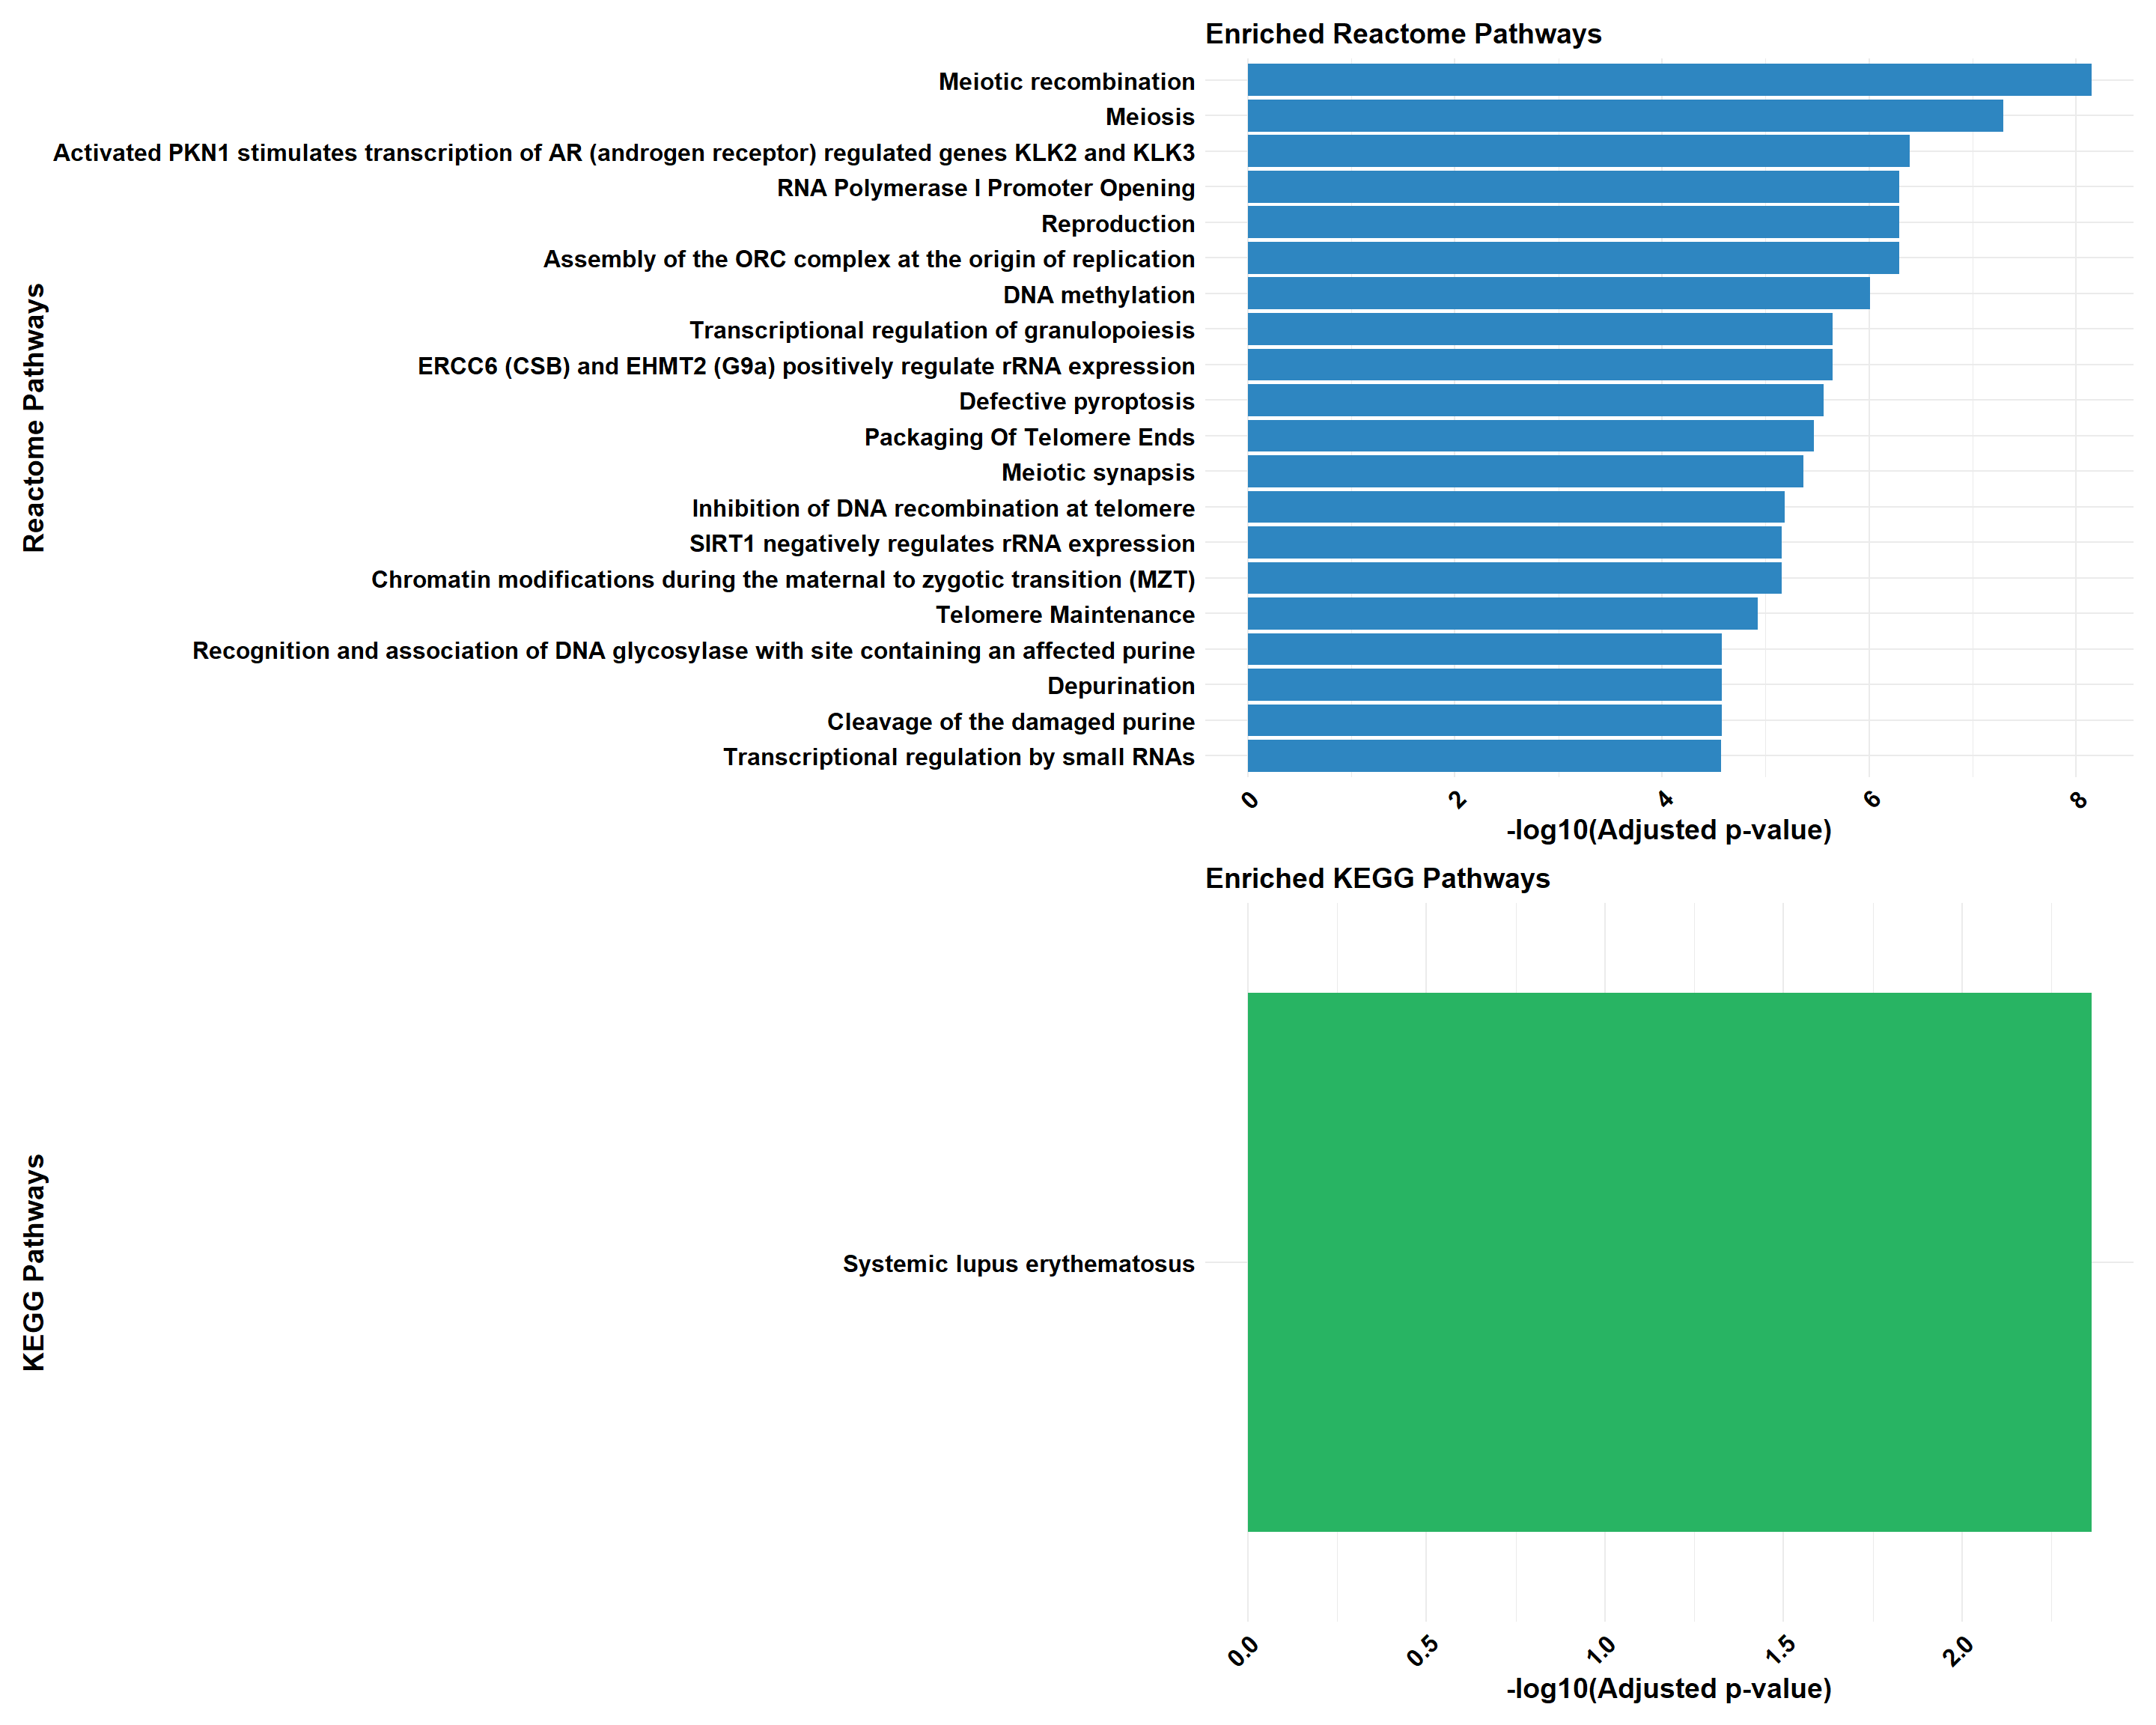 Enriched Reactome Pathways
Reactome Pathways
Meiotic recombination
Meiosis
Activated PKN1 stimulates transcription of AR (androgen receptor) regulated genes KLK2 and KLK3
RNA Polymerase I Promoter Opening
Reproduction
Assembly of the ORC complex at the origin of replication
DNA methylation
Transcriptional regulation of granulopoiesis
ERCC6 (CSB) and EHMT2 (G9a) positively regulate rRNA expression
Defective pyroptosis
Packaging Of Telomere Ends
Meiotic synapsis
Inhibition of DNA recombination at telomere
SIRT1 negatively regulates rRNA expression
Chromatin modifications during the maternal to zygotic transition (MZT)
Telomere Maintenance
Recognition and association of DNA glycosylase with site containing an affected purine
Depurination
Cleavage of the damaged purine
Transcriptional regulation by small RNAs
0 2 4 6 8
-log10(Adjusted p-value)
Enriched KEGG Pathways
KEGG Pathways
Systemic lupus erythematosus
0.0 0.5 1.0 1.5 2.0
-log10(Adjusted p-value)